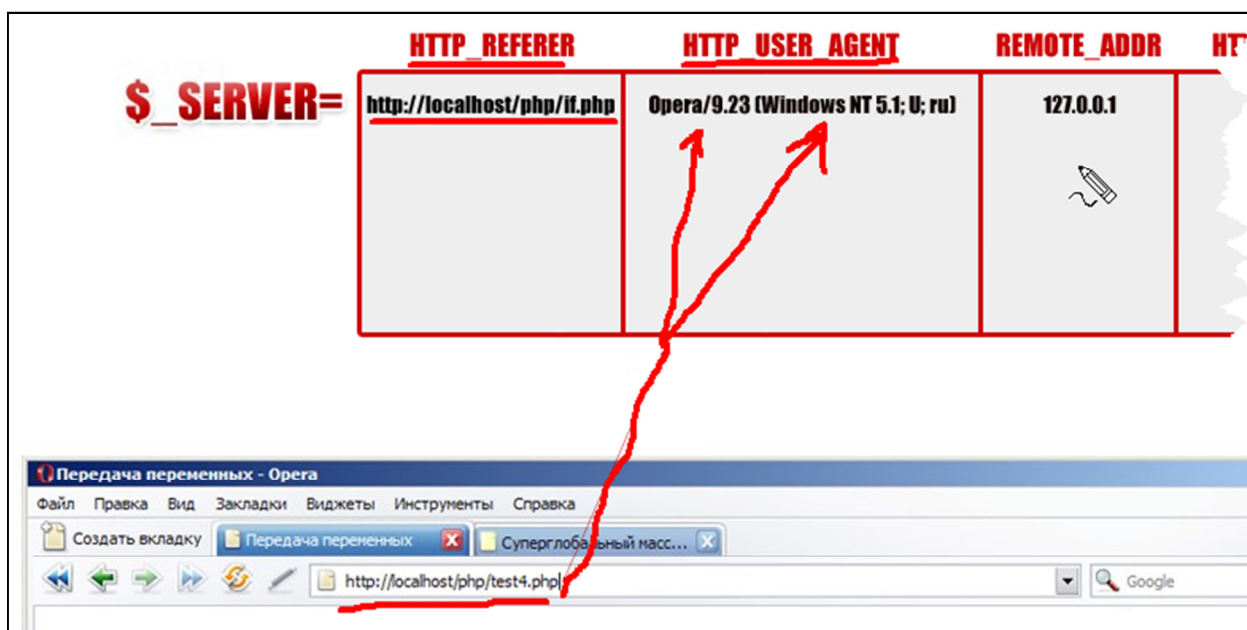 HTTP_REFERER HTTP_USER_AGENT REMOTE_ADDR
$_SERVER= http://localhost/php/if.php Opera/9.23 (Windows NT 5.1; U; ru) 127.0.0.1
Передача переменных - Opera
Файл Правка Вид Закладки Виджеты Инструменты Справка
Создать вкладку Передача переменных Суперглобальный масс...
http://localhost/php/test4.php Google